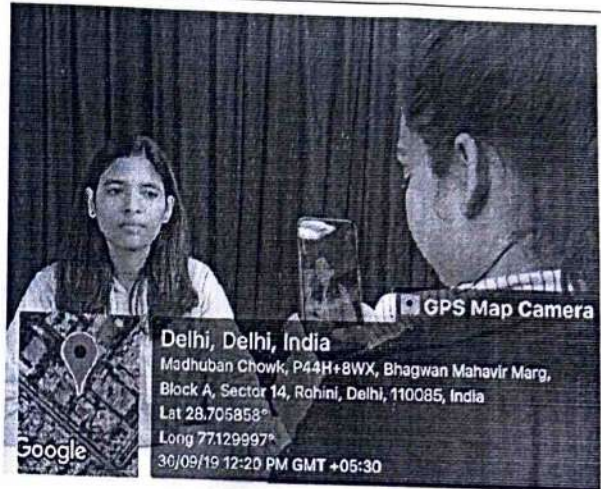 GPS Map Camera
Delhi, Delhi, India
Madhuban Chowk, P44H+8WX, Bhagwan Mahavir Marg,
Block A, Sector 14, Rohini, Delhi, 110085, India
Lat 28.705858°
Long 77.129997°
30/09/19 12:20 PM GMT +05:30
Google